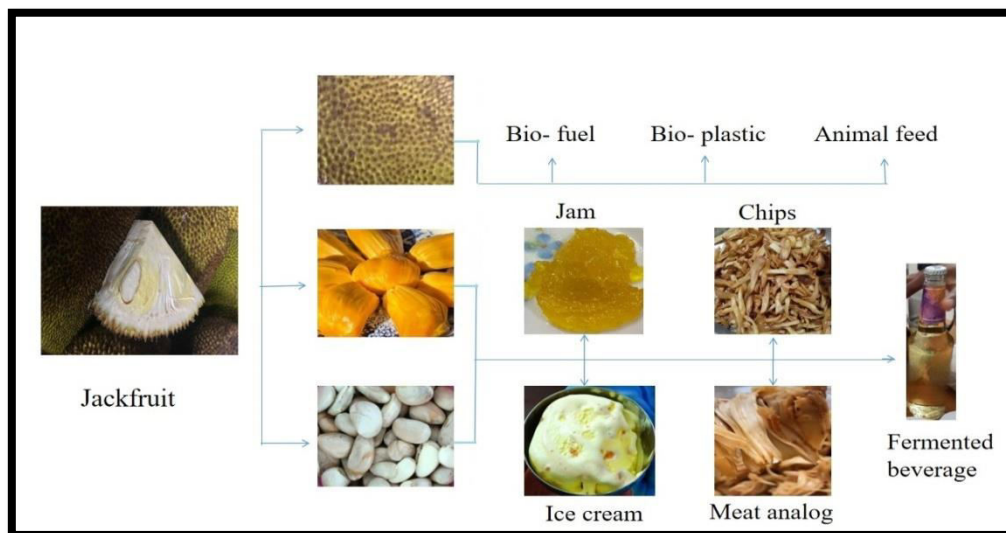 Bio- fuel
Bio- plastic
Animal feed
Jam
Chips
Jackfruit
Ice cream
Meat analog
Fermented
beverage